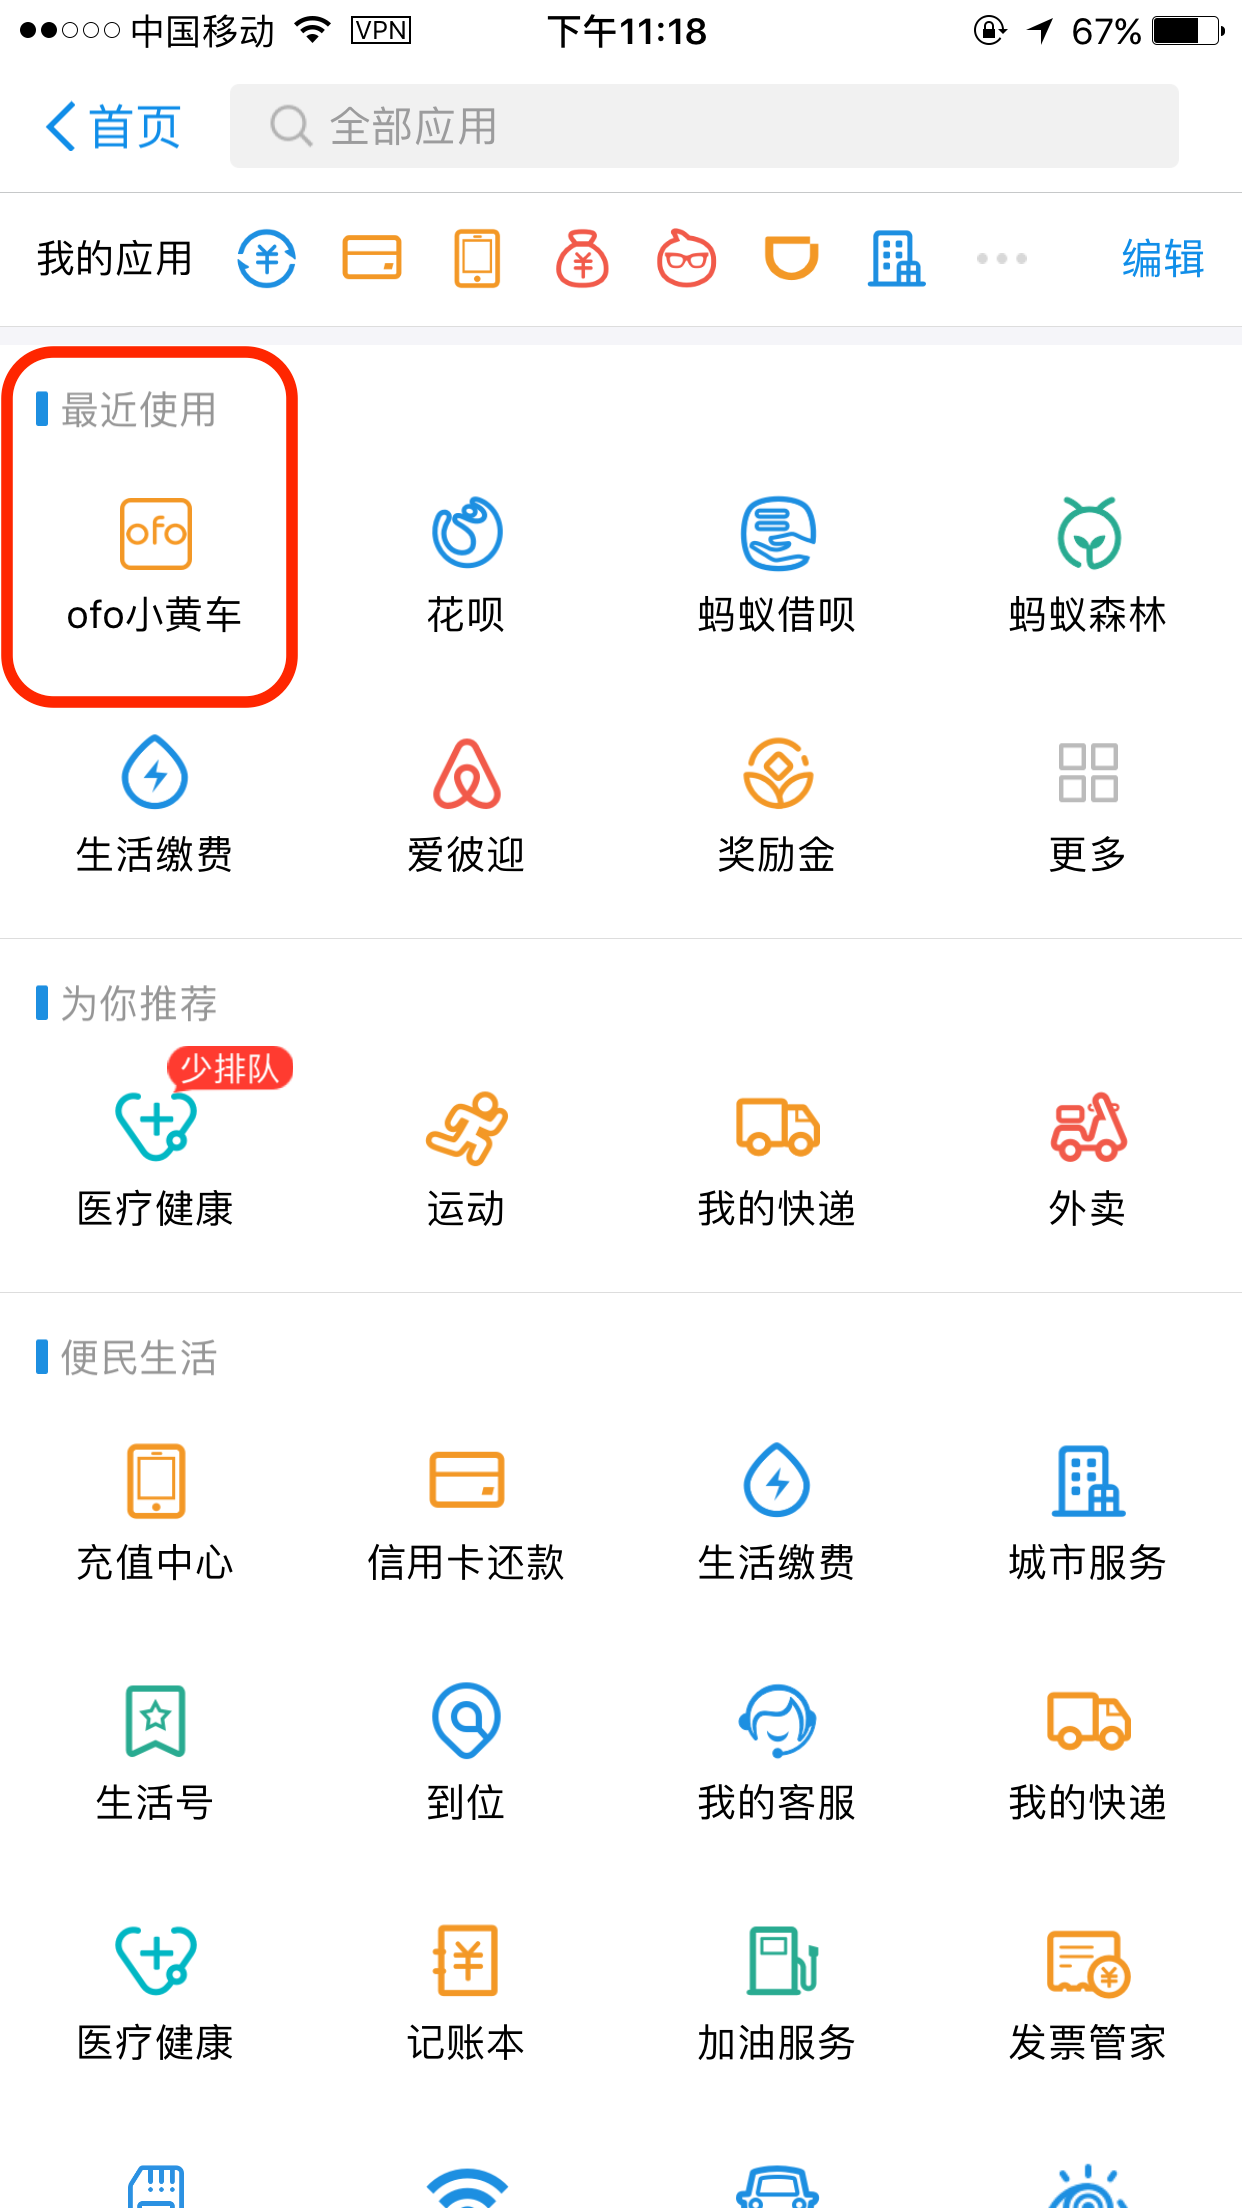 中国移动 VPN 下午11:18 67%
首页 全部应用
我的应用 编辑
最近使用
ofo
ofo小黄车 花呗 蚂蚁借呗 蚂蚁森林
生活缴费 爱彼迎 奖励金 更多
为你推荐
少排队
医疗健康 运动 我的快递 外卖
便民生活
充值中心 信用卡还款 生活缴费 城市服务
生活号 到位 我的客服 我的快递
医疗健康 记账本 加油服务 发票管家